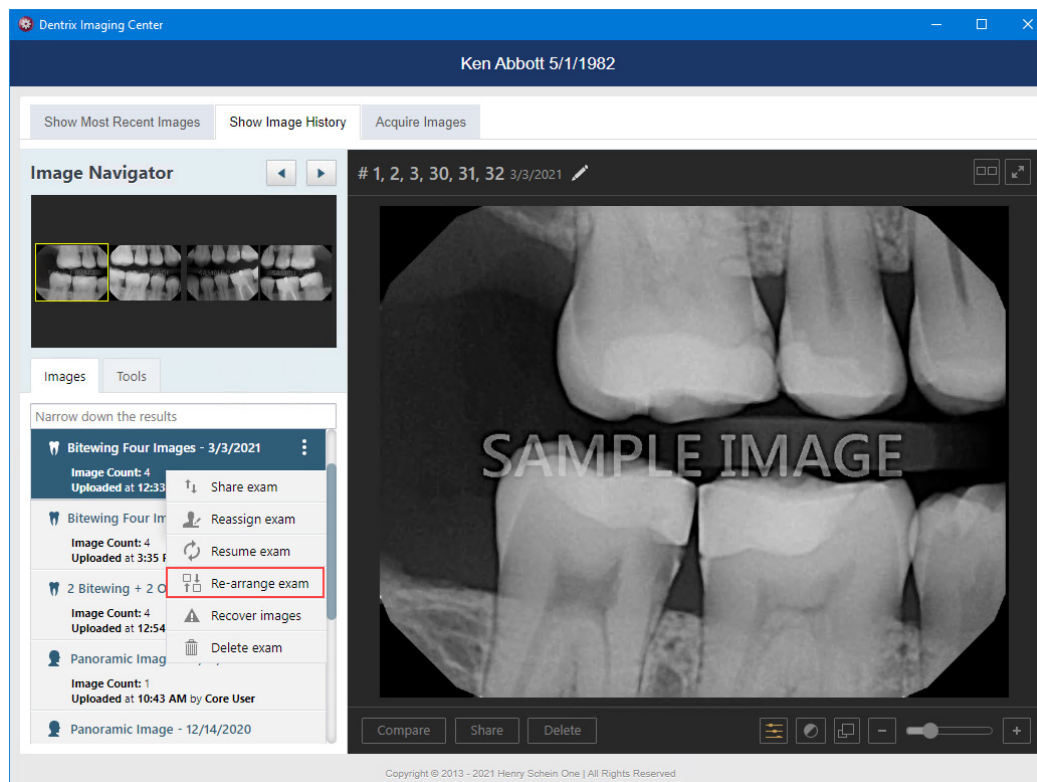 Dentrix Imaging Center
Ken Abbott 5/1/1982
Show Most Recent Images Show Image History Acquire Images
Image Navigator
# 1, 2, 3, 30, 31, 32 3/3/2021
SAMPLE IMAGE
Images Tools
Narrow down the results
Bitewing Four Images - 3/3/2021
Image Count: 4
Uploaded at 12:33
Share exam
Reassign exam
Resume exam
Re-arrange exam
Recover images
Delete exam
Bitewing Four Im
Image Count: 4
Uploaded at 3:35
2 Bitewing + 2 O
Image Count: 4
Uploaded at 12:54
Panoramic Imag
Image Count: 1
Uploaded at 10:43 AM by Core User
Panoramic Image - 12/14/2020
Compare Share Delete
Copyright © 2013 - 2021 Henry Schein One | All Rights Reserved